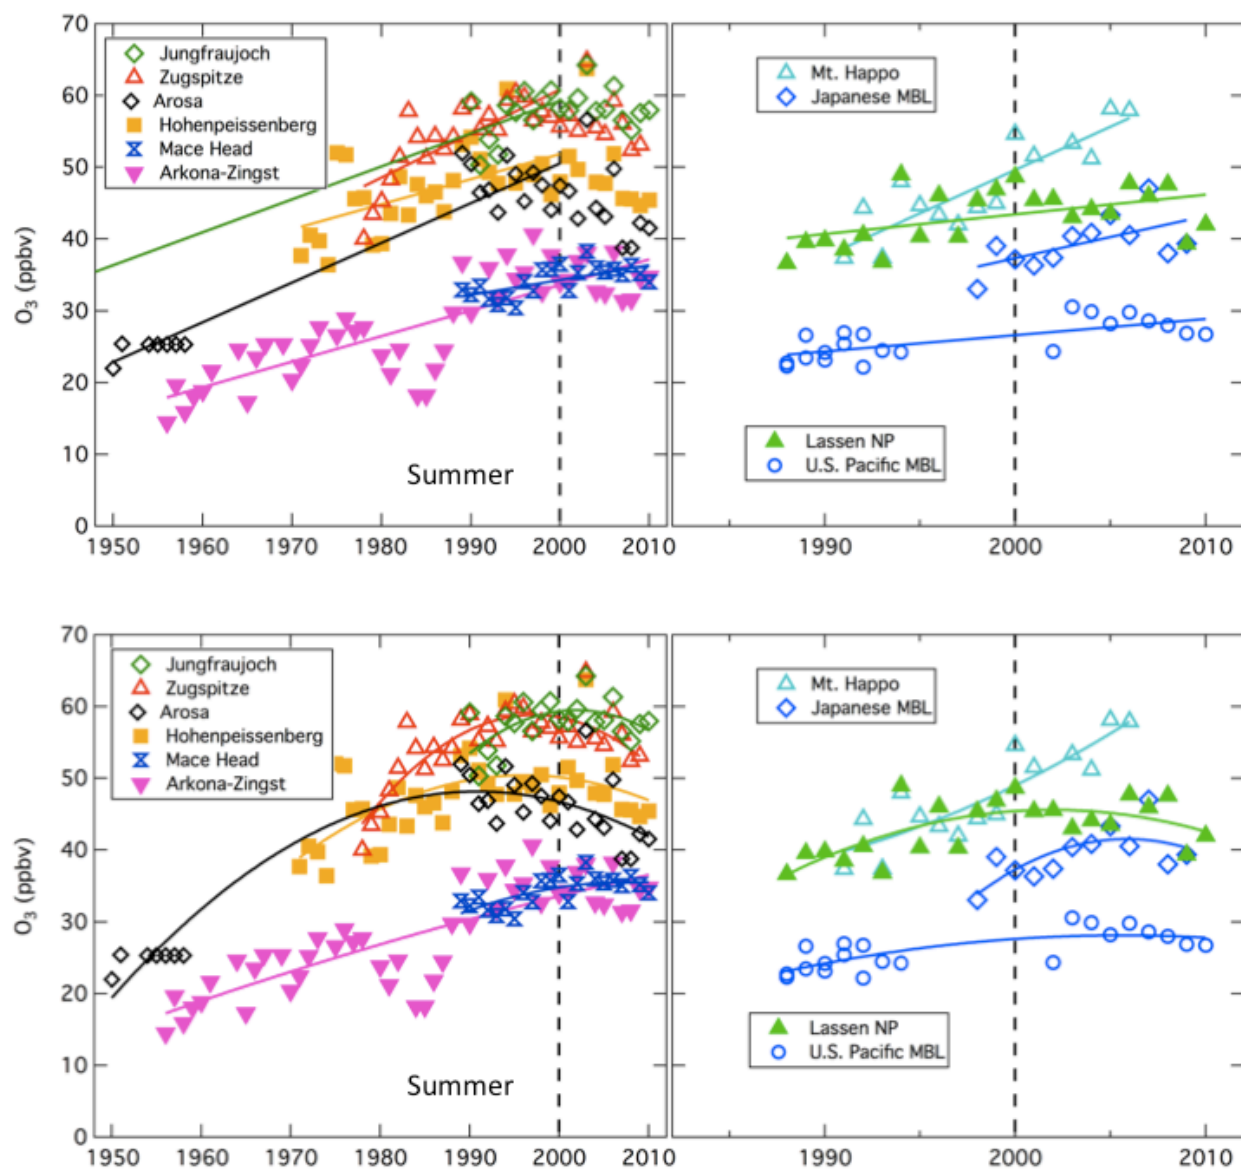 70
60
50
40
30
20
10
0
O3 (ppbv)
Jungfraujoch
Zugspitze
Arosa
Hohenpeissenberg
Mace Head
Arkona-Zingst
Summer
1950 1960 1970 1980 1990 2000 2010
Mt. Happo
Japanese MBL
Lassen NP
U.S. Pacific MBL
1990 2000 2010
70
60
50
40
30
20
10
0
O3 (ppbv)
Jungfraujoch
Zugspitze
Arosa
Hohenpeissenberg
Mace Head
Arkona-Zingst
Summer
1950 1960 1970 1980 1990 2000 2010
Mt. Happo
Japanese MBL
Lassen NP
U.S. Pacific MBL
1990 2000 2010